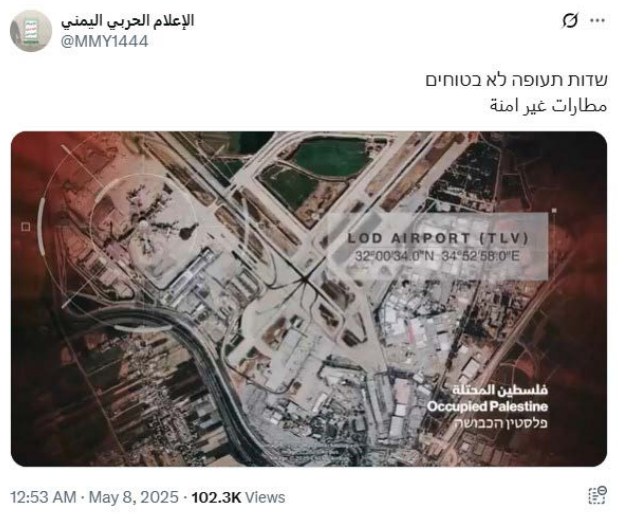 الإعلام الحربي اليمني
@MMY1444
שדות תעופה לא בטוחים
مطارات غير امنة
LOD AIRPORT (TLV)
32°00'34.0"N 34°52'58.0"E
فلسطين المحتلة
Occupied Palestine
פלסטין הכבושה
12:53 AM · May 8, 2025 · 102.3K Views